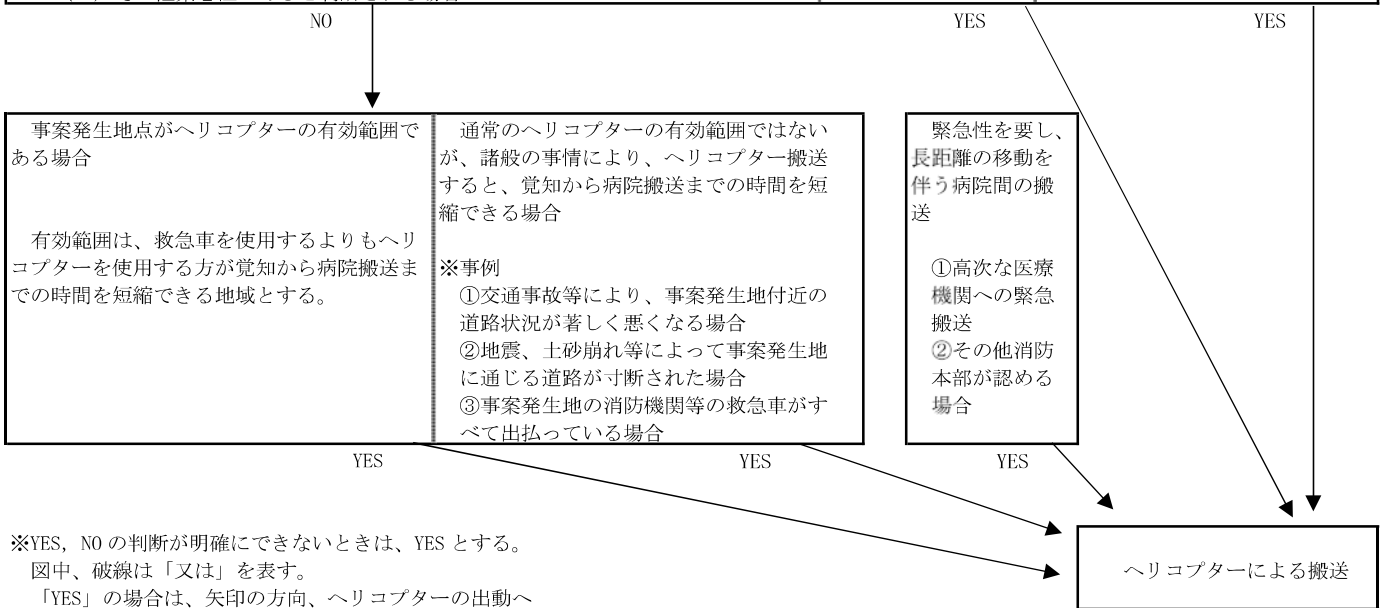 NO
YES
YES
事案発生地点がヘリコプターの有効範囲で
ある場合
有効範囲は、救急車を使用するよりもヘリ
コプターを使用する方が覚知から病院搬送ま
での時間を短縮できる地域とする。
通常のヘリコプターの有効範囲ではない
が、諸般の事情により、ヘリコプター搬送
すると、覚知から病院搬送までの時間を短
縮できる場合
※事例
①交通事故等により、事案発生地付近の
道路状況が著しく悪くなる場合
②地震、土砂崩れ等によって事案発生地
に通じる道路が寸断された場合
③事案発生地の消防機関等の救急車がす
べて出払っている場合
緊急性を要し、
長距離の移動を
伴う病院間の搬
送
①高次な医療
機関への緊急
搬送
②その他消防
本部が認める
場合
YES
YES
YES
ヘリコプターによる搬送
※YES, NO の判断が明確にできないときは、YES とする。
図中、破線は「又は」を表す。
「YES」の場合は、矢印の方向、ヘリコプターの出動へ